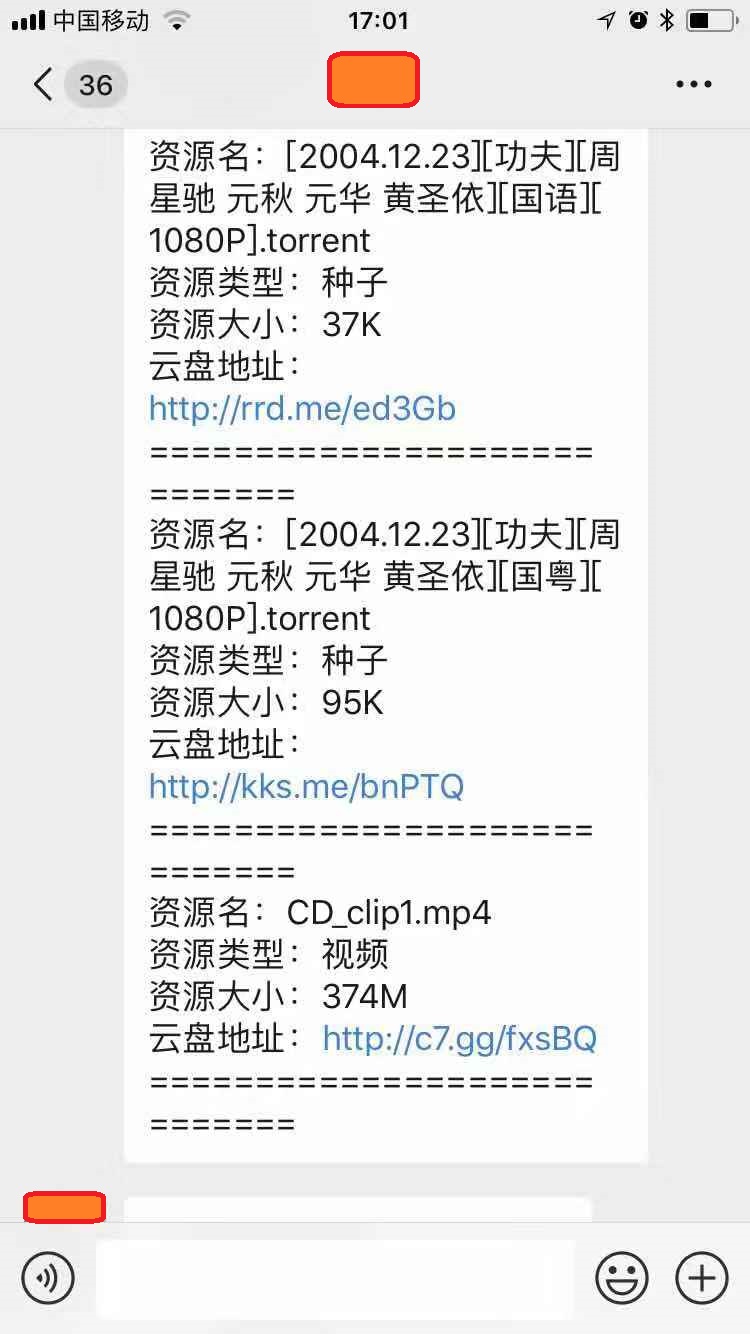 中国移动 17:01
36
资源名：[2004.12.23][功夫][周
星驰 元秋 元华 黄圣依][国语][
1080P].torrent
资源类型：种子
资源大小：37K
云盘地址：
http://rrd.me/ed3Gb
=====================
=======
资源名：[2004.12.23][功夫][周
星驰 元秋 元华 黄圣依][国粤][
1080P].torrent
资源类型：种子
资源大小：95K
云盘地址：
http://kks.me/bnPTQ
=====================
=======
资源名：CD_clip1.mp4
资源类型：视频
资源大小：374M
云盘地址：http://c7.gg/fxsBQ
=====================
=======